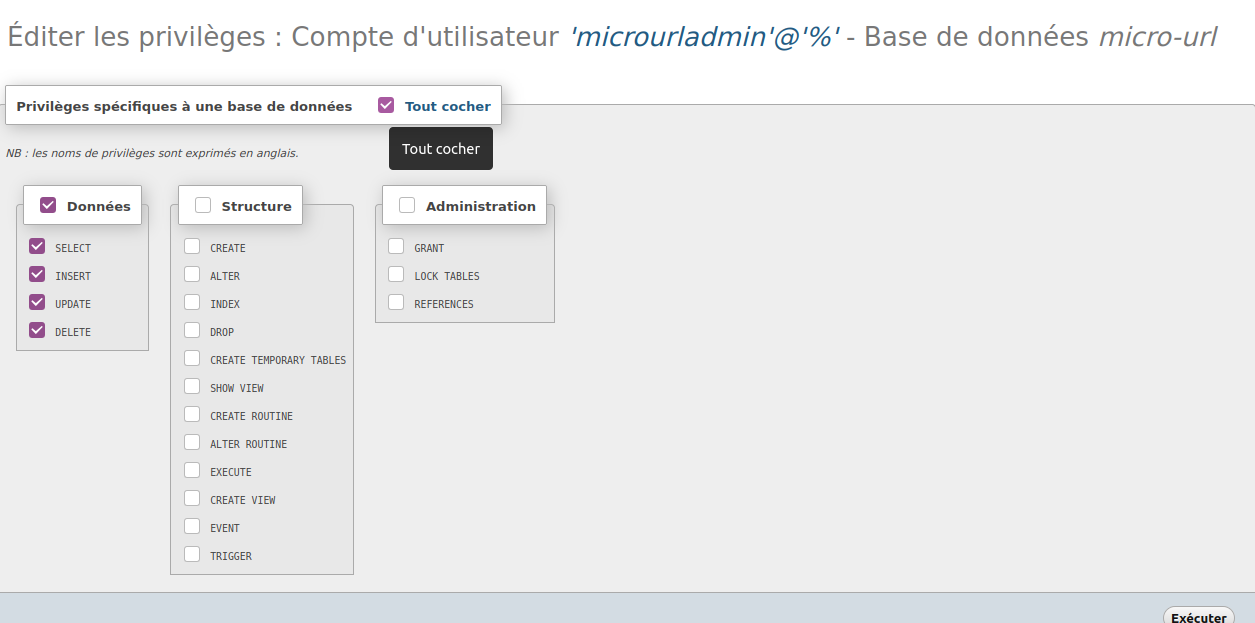 Éditer les privilèges : Compte d'utilisateur 'microurladmin'@'%' - Base de données micro-url
Privilèges spécifiques à une base de données Tout cocher
Tout cocher
NB : les noms de privilèges sont exprimés en anglais.
Données
SELECT
INSERT
UPDATE
DELETE
Structure
CREATE
ALTER
INDEX
DROP
CREATE TEMPORARY TABLES
SHOW VIEW
CREATE ROUTINE
ALTER ROUTINE
EXECUTE
CREATE VIEW
EVENT
TRIGGER
Administration
GRANT
LOCK TABLES
REFERENCES
Exécuter